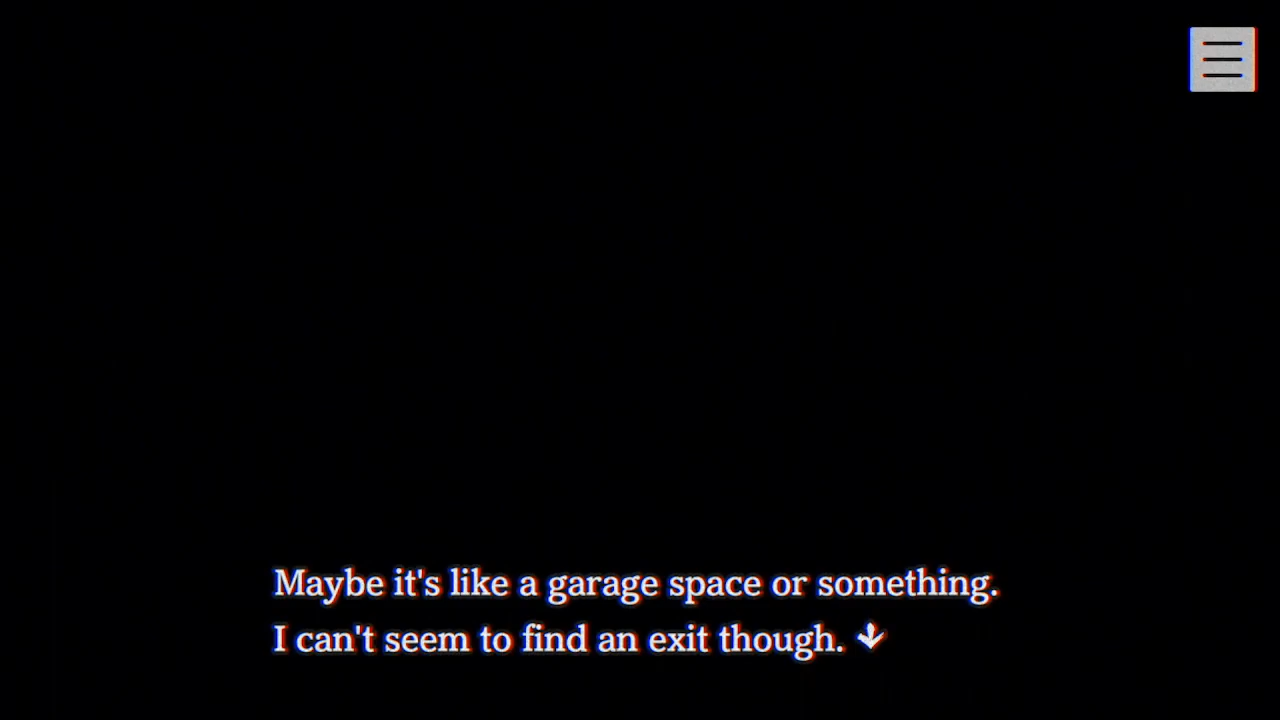 Maybe it's like a garage space or something.
I can't seem to find an exit though.